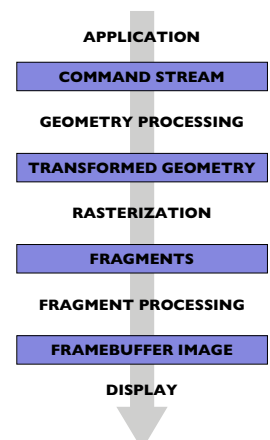 APPLICATION
COMMAND STREAM
GEOMETRY PROCESSING
TRANSFORMED GEOMETRY
RASTERIZATION
FRAGMENTS
FRAGMENT PROCESSING
FRAMEBUFFER IMAGE
DISPLAY